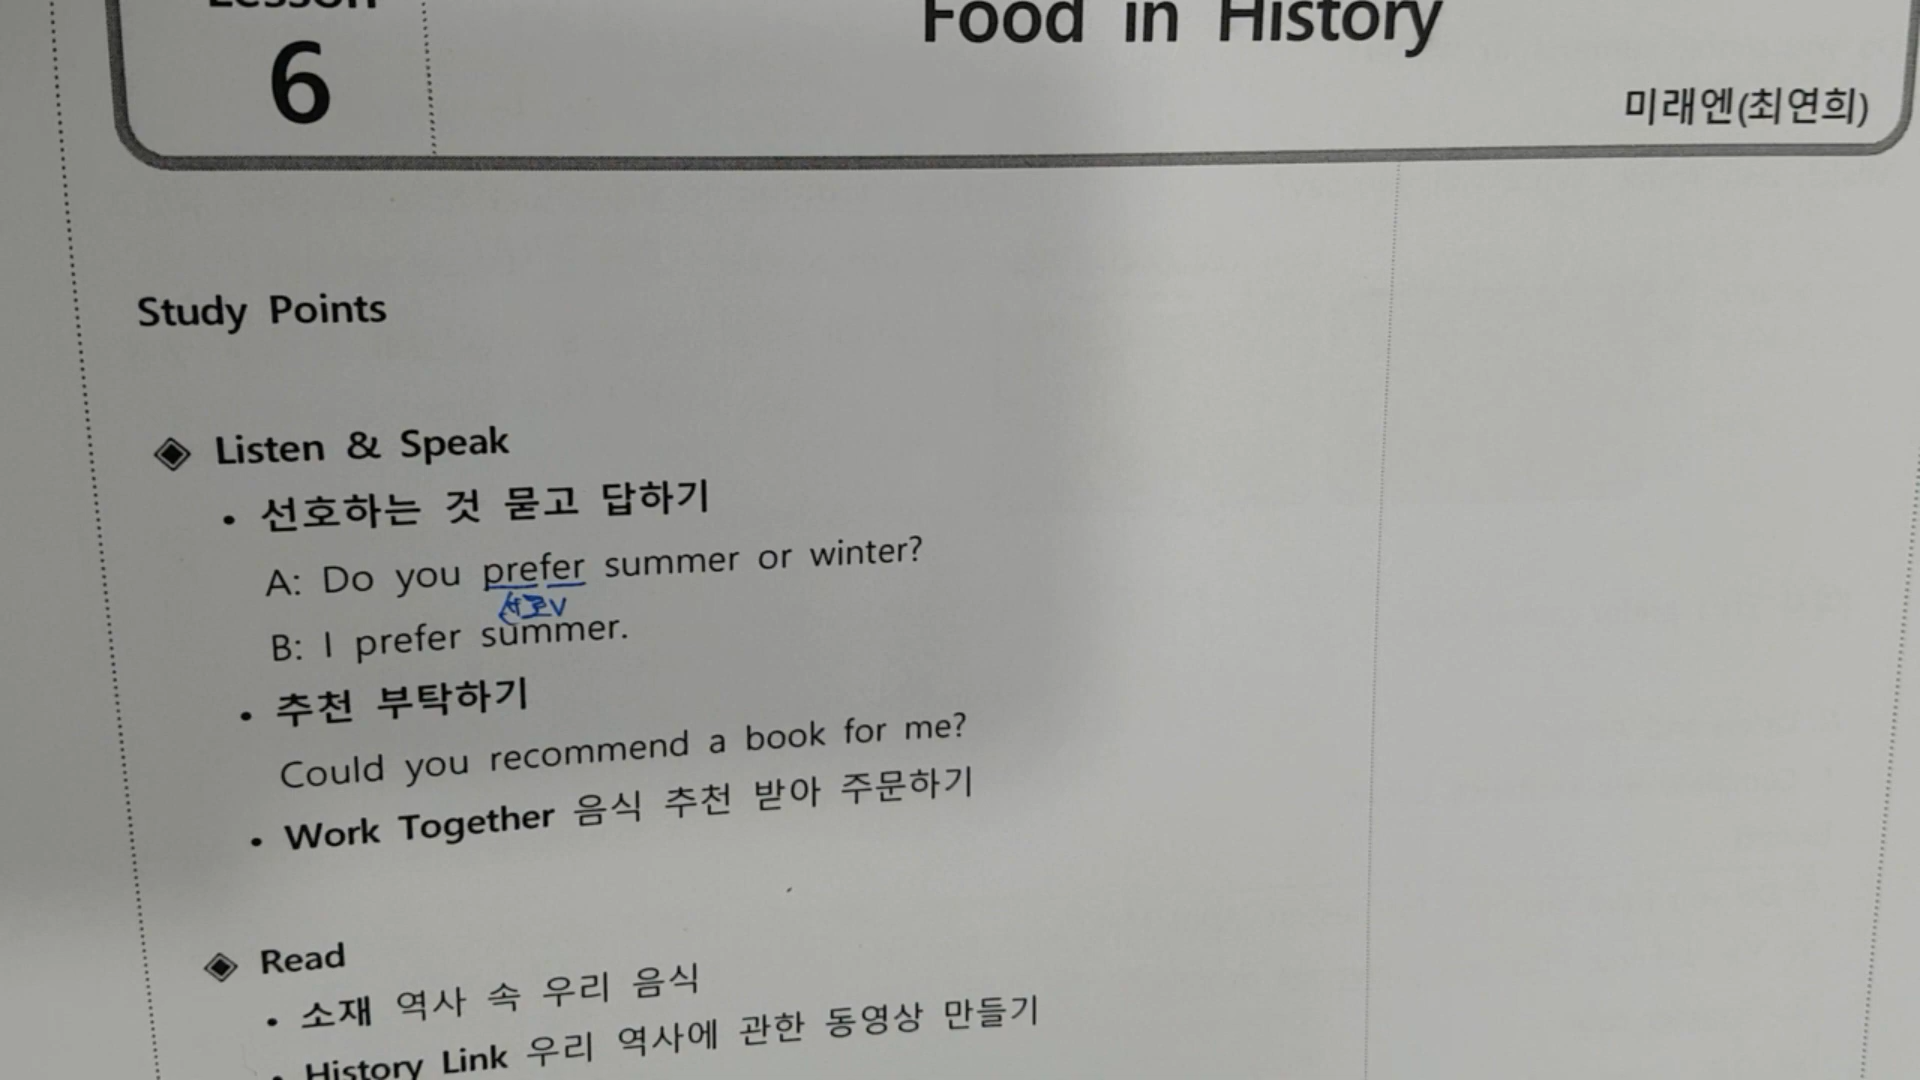 Lesson
6
Food in History
미래엔(최연희)
Study Points
◈ Listen & Speak
• 선호하는 것 묻고 답하기
A: Do you prefer summer or winter?
B: I prefer summer.
• 추천 부탁하기
Could you recommend a book for me?
• Work Together 음식 추천 받아 주문하기
◈ Read
• 소재 역사 속 우리 음식
• History Link 우리 역사에 관한 동영상 만들기